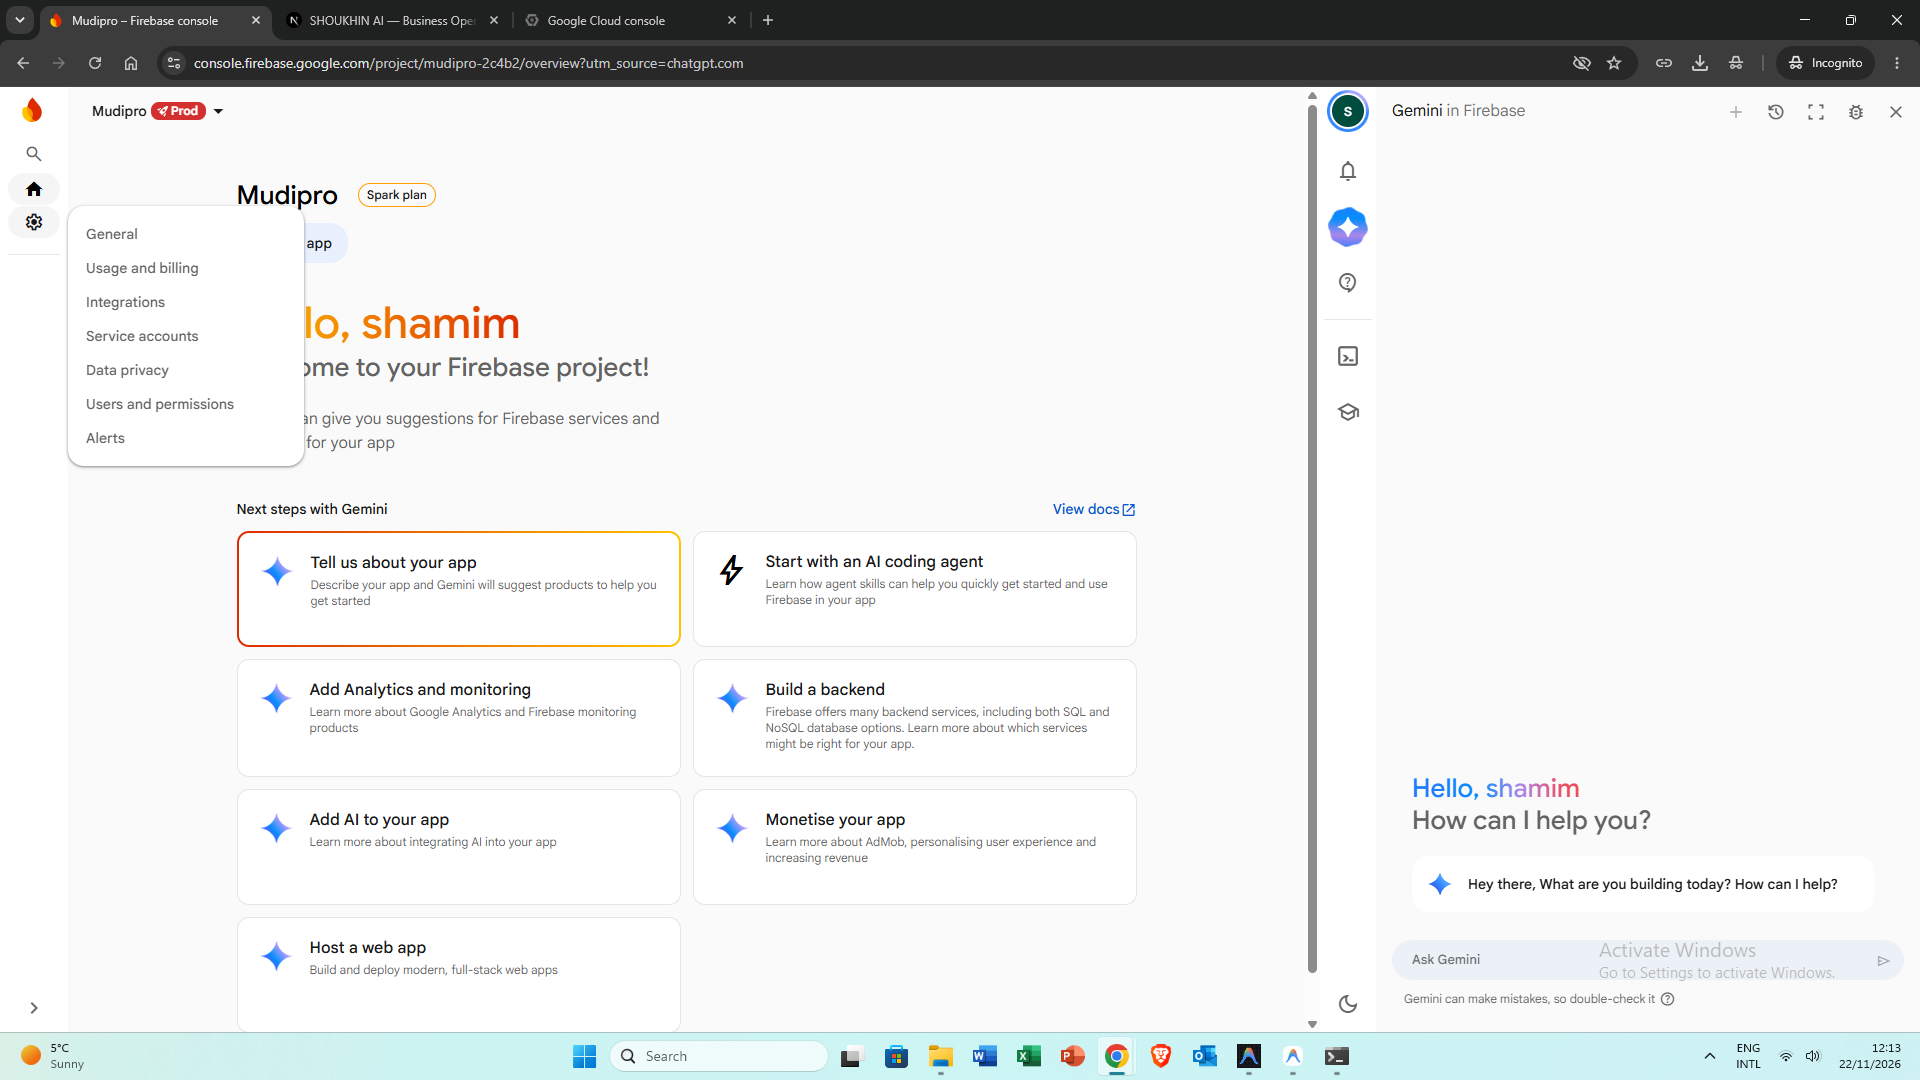 Mudipro – Firebase console
SHOUKHIN AI — Business Oper
Google Cloud console
console.firebase.google.com/project/mudipro-2c4b2/overview?utm_source=chatgpt.com
Incognito
Mudipro Prod
Mudipro
Spark plan
app
General
Usage and billing
Integrations
Service accounts
Data privacy
Users and permissions
Alerts
lo, shamim
ome to your Firebase project!
an give you suggestions for Firebase services and
for your app
Next steps with Gemini
View docs
Tell us about your app
Describe your app and Gemini will suggest products to help you
get started
Start with an AI coding agent
Learn how agent skills can help you quickly get started and use
Firebase in your app
Add Analytics and monitoring
Learn more about Google Analytics and Firebase monitoring
products
Build a backend
Firebase offers many backend services, including both SQL and
NoSQL database options. Learn more about which services
might be right for your app.
Add AI to your app
Learn more about integrating AI into your app
Monetise your app
Learn more about AdMob, personalising user experience and
increasing revenue
Host a web app
Build and deploy modern, full-stack web apps
S
Gemini in Firebase
Hello, shamim
How can I help you?
Hey there, What are you building today? How can I help?
Ask Gemini
Activate Windows
Go to Settings to activate Windows.
Gemini can make mistakes, so double-check it
5°C
Sunny
Search
ENG
INTL
12:13
22/11/2026